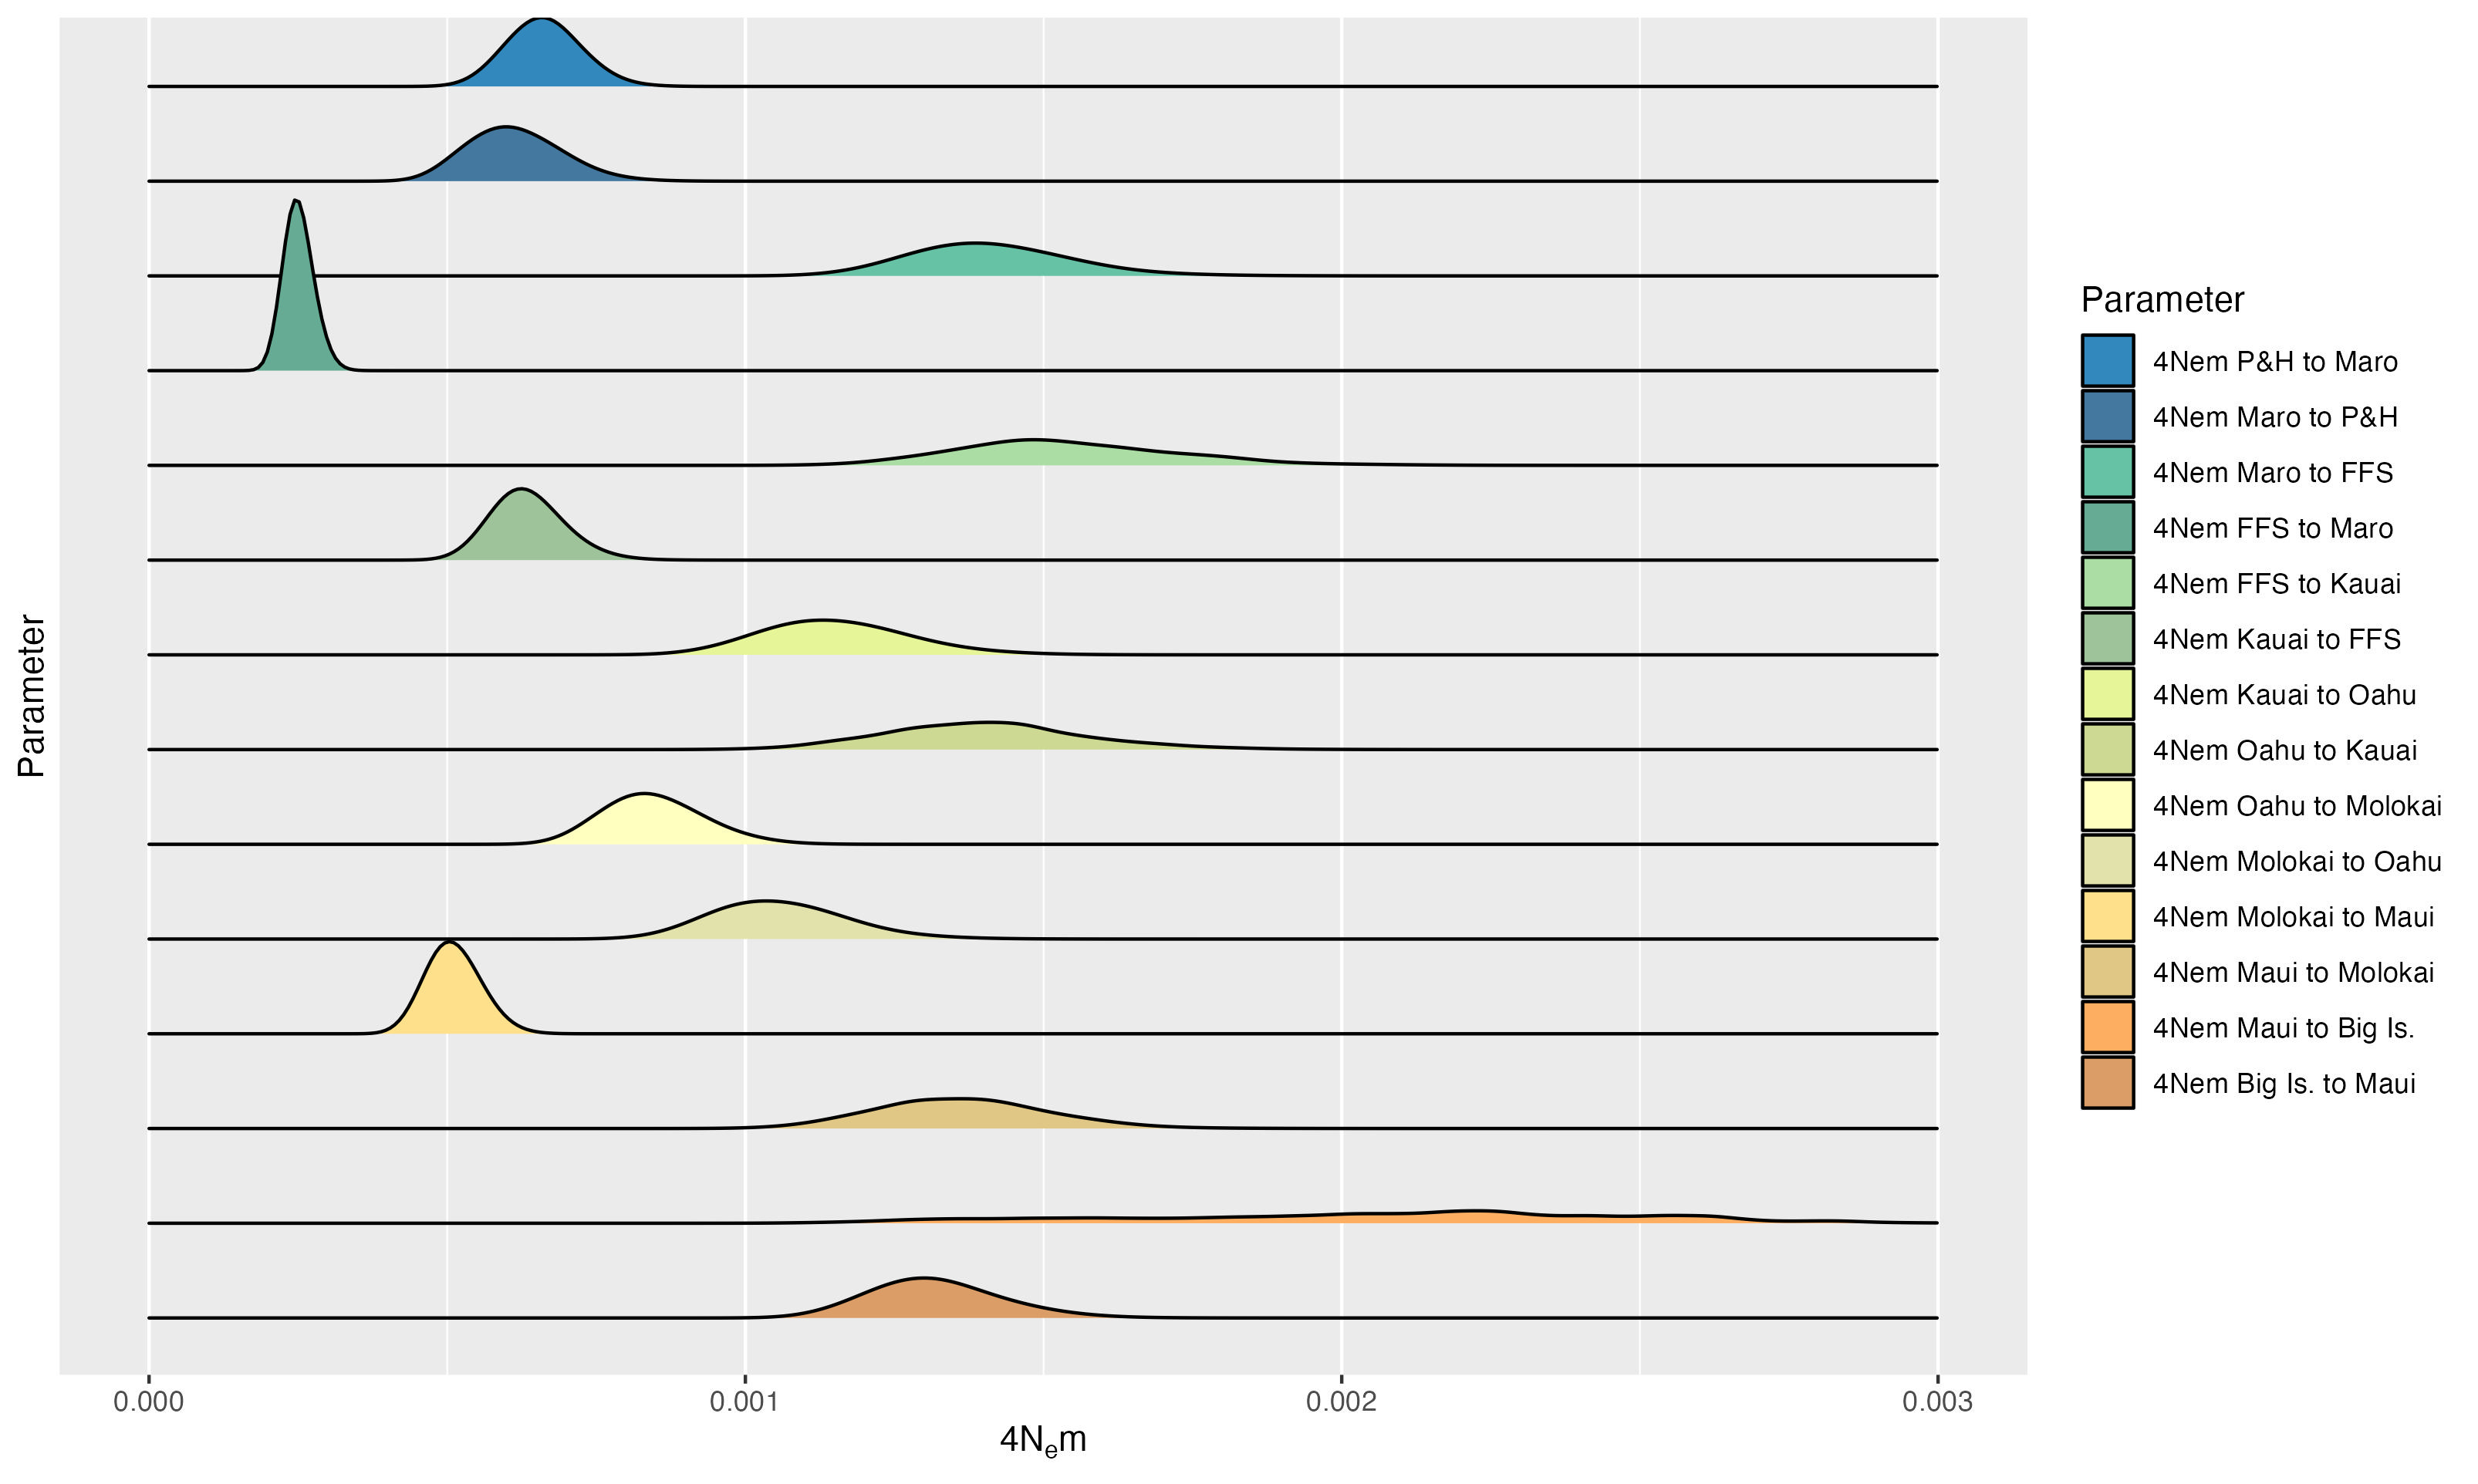 Parameter
0.000 0.001 0.002 0.003
4Nₑm
Parameter
4Nem P&H to Maro
4Nem Maro to P&H
4Nem Maro to FFS
4Nem FFS to Maro
4Nem FFS to Kauai
4Nem Kauai to FFS
4Nem Kauai to Oahu
4Nem Oahu to Kauai
4Nem Oahu to Molokai
4Nem Molokai to Oahu
4Nem Molokai to Maui
4Nem Maui to Molokai
4Nem Maui to Big Is.
4Nem Big Is. to Maui